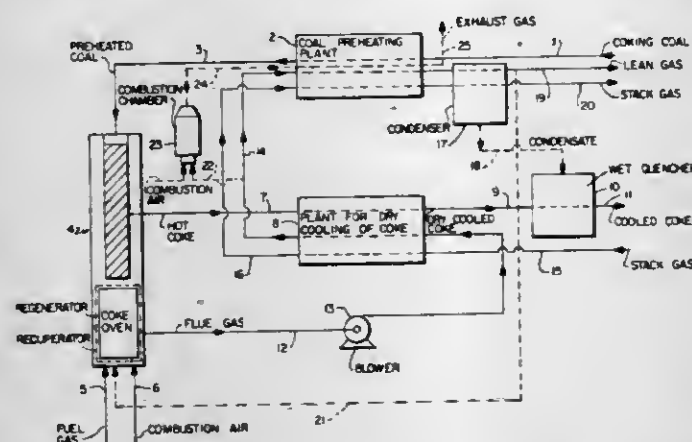 EXHAUST GAS
PREHEATED
COAL
3
2
COAL PREHEATING
PLANT
25
1
COKING COAL
LEAN GAS
24
19
20
STACK GAS
COMBUSTION
CHAMBER
23
CONDENSER
17
22
14
18
CONDENSATE
WET QUENCHER
COMBUSTION
AIR
7
8
PLANT FOR DRY
COOLING OF COKE
DRY COOLED
COKE
9
10
11
COOLED COKE
4
HOT
COKE
16
15
STACK GAS
REGENERATOR
COKE
OVEN
RECUPERATOR
FLUE GAS
12
13
BLOWER
5
6
21
FUEL
GAS
COMBUSTION AIR